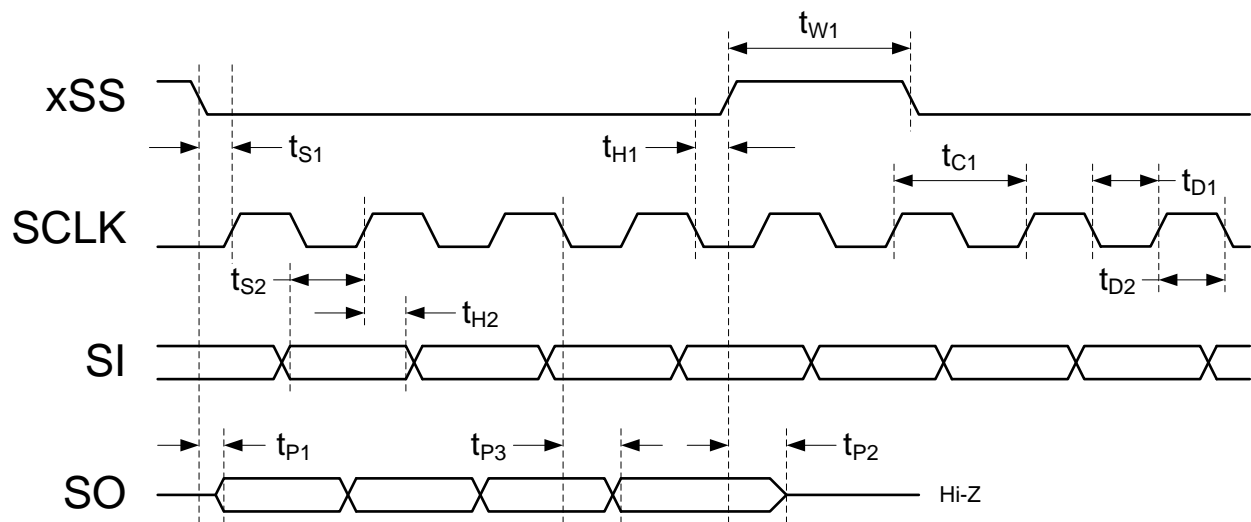 tW1
xSS
tS1
tH1
tC1
tD1
SCLK
tS2
tD2
tH2
SI
tP1
tP3
tP2
SO
Hi-Z